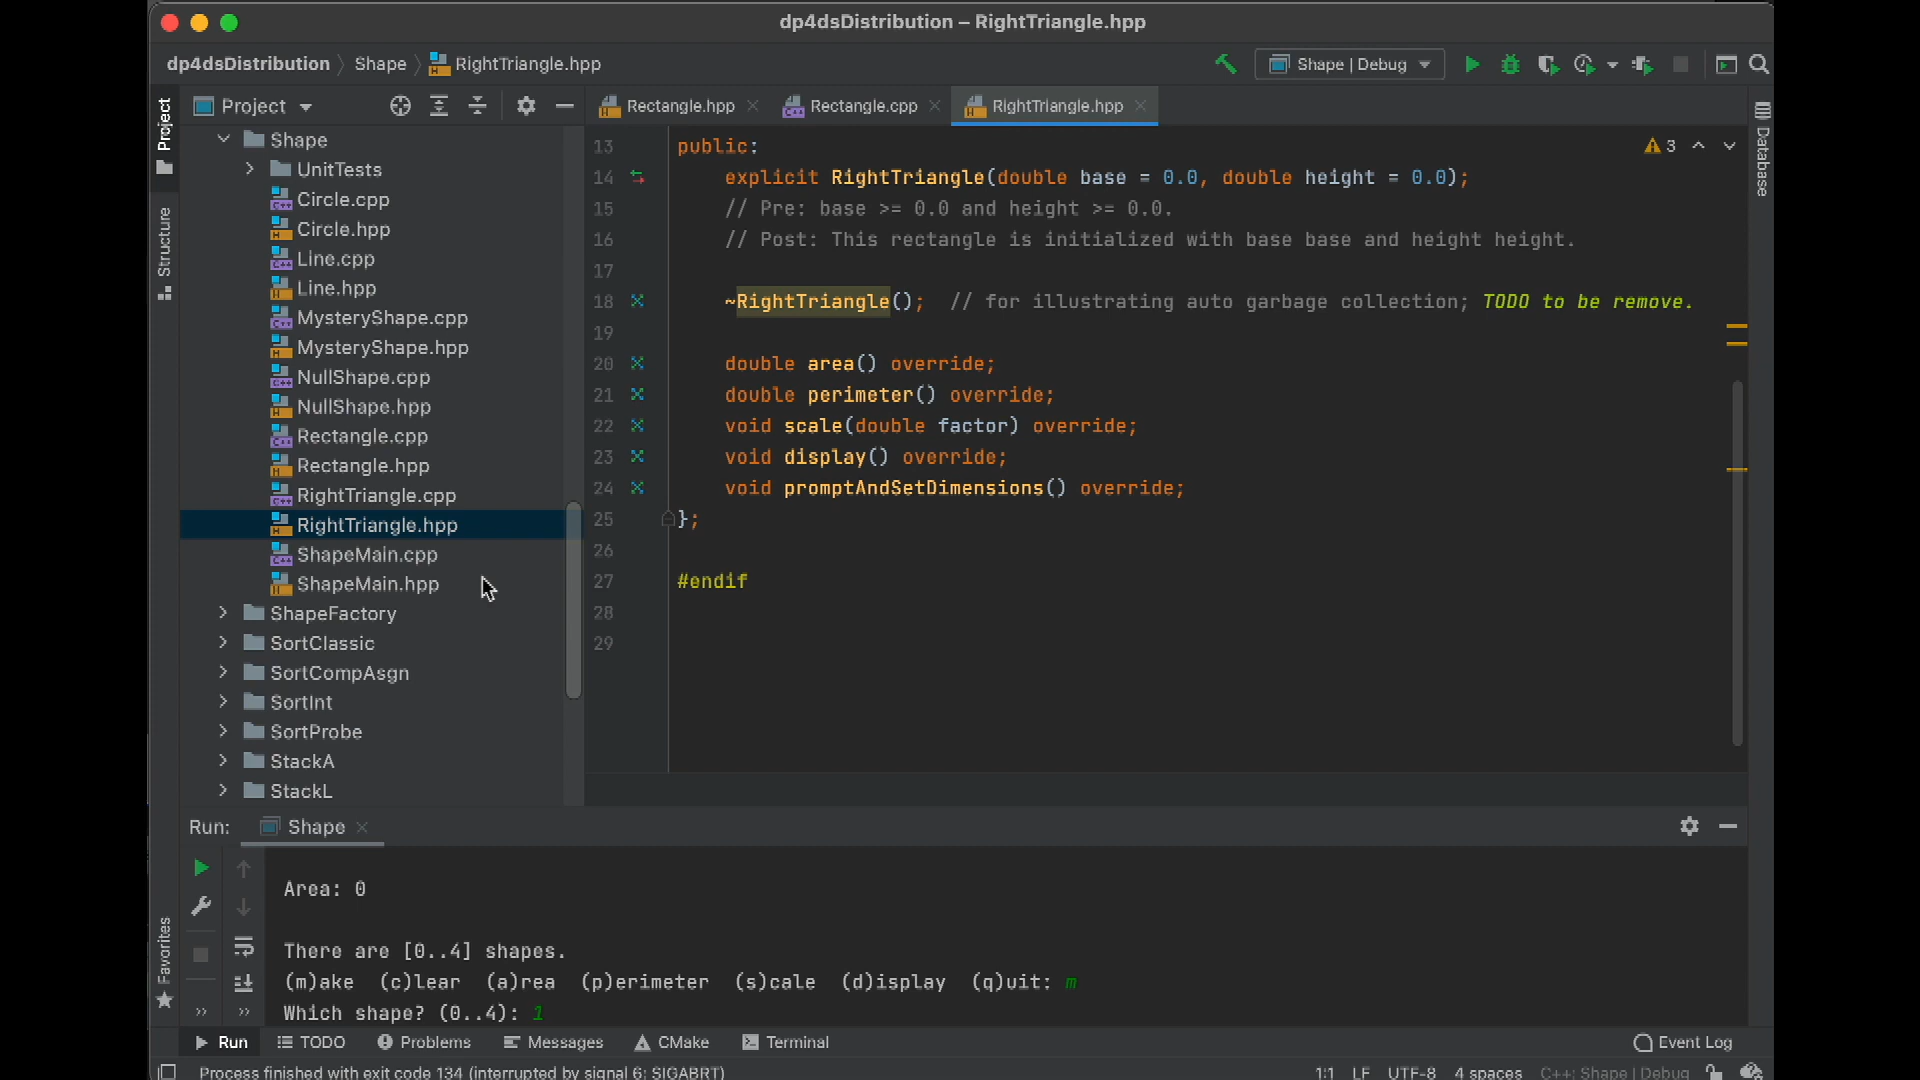 dp4dsDistribution – RightTriangle.hpp
dp4dsDistribution Shape RightTriangle.hpp
Shape | Debug
Project
Rectangle.hpp
Rectangle.cpp
RightTriangle.hpp
Project
Structure
Favorites
Database
Shape
UnitTests
Circle.cpp
Circle.hpp
Line.cpp
Line.hpp
MysteryShape.cpp
MysteryShape.hpp
NullShape.cpp
NullShape.hpp
Rectangle.cpp
Rectangle.hpp
RightTriangle.cpp
RightTriangle.hpp
ShapeMain.cpp
ShapeMain.hpp
ShapeFactory
SortClassic
SortCompAsgn
SortInt
SortProbe
StackA
StackL
3
13 public:
14 explicit RightTriangle(double base = 0.0, double height = 0.0);
15 // Pre: base >= 0.0 and height >= 0.0.
16 // Post: This rectangle is initialized with base base and height height.
17
18 ~RightTriangle(); // for illustrating auto garbage collection; TODO to be remove.
19
20 double area() override;
21 double perimeter() override;
22 void scale(double factor) override;
23 void display() override;
24 void promptAndSetDimensions() override;
25 };
26
27 #endif
28
29
Run: Shape
Area: 0
There are [0..4] shapes.
(m)ake (c)lear (a)rea (p)erimeter (s)cale (d)isplay (q)uit: m
Which shape? (0..4): 1
Run TODO Problems Messages CMake Terminal Event Log
Process finished with exit code 134 (interrupted by signal 6: SIGABRT) 1:1 LF UTF-8 4 spaces C++: Shape | Debug